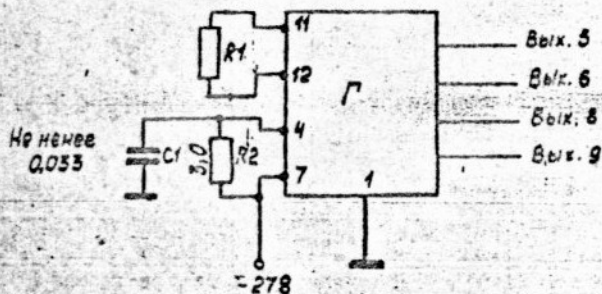 11
R1
12
Г
Вых. 5
Вых. 6
Вых. 8
Вых. 9
Не менее
0,033
C1
3,0
R2
4
7
1
-27В